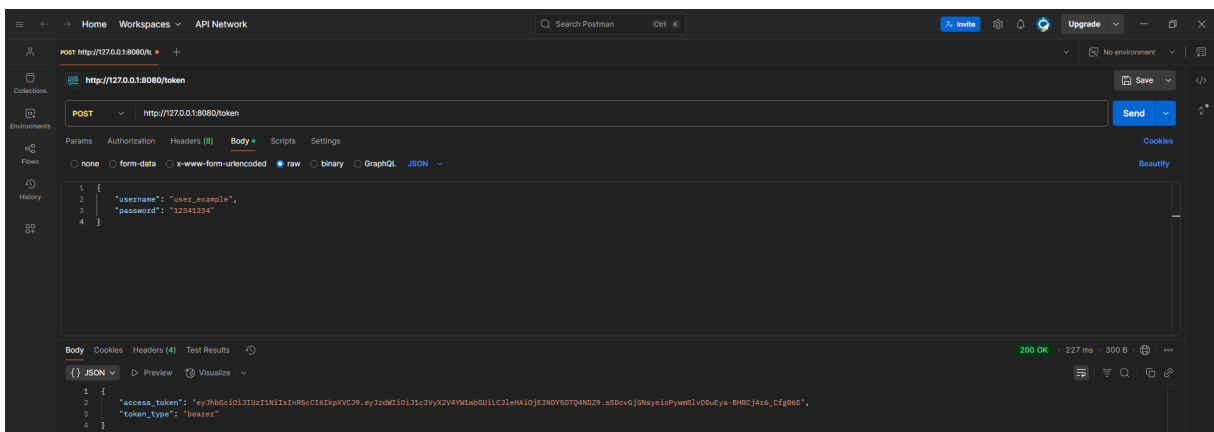 Home Workspaces API Network Search Postman Ctrl K Invite Upgrade
POST http://127.0.0.1:8080/tc No environment
http://127.0.0.1:8080/token Save
Collections
POST http://127.0.0.1:8080/token Send
Environments
Params Authorization Headers (8) Body Scripts Settings Cookies
Flows
none form-data x-www-form-urlencoded raw binary GraphQL JSON Beautify
History
1 {
2 "username": "user_example",
3 "password": "12341234"
4 }
Body Cookies Headers (4) Test Results 200 OK 227 ms 300 B
{} JSON Preview Visualize
1 {
2 "access_token":
3 "token_type": "bearer"
4 }